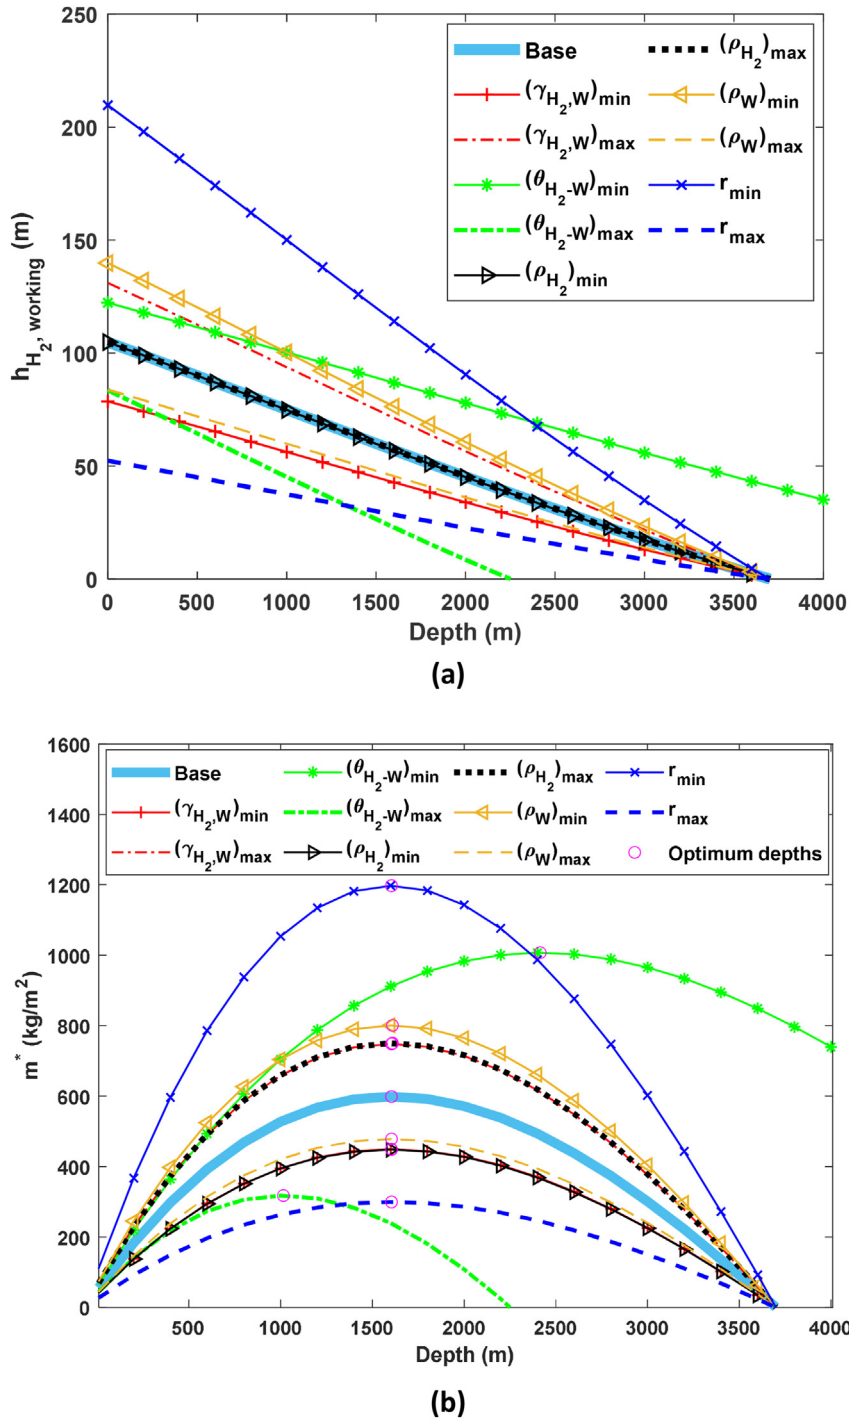 250
200
150
100
50
0
h_H2, working (m)
Base
(γ_H2,W)min
(γ_H2,W)max
(θ_H2-W)min
(θ_H2-W)max
(ρ_H2)min
(ρ_H2)max
(ρ_W)min
(ρ_W)max
r_min
r_max
0 500 1000 1500 2000 2500 3000 3500 4000
Depth (m)
(a)
1600
1400
1200
1000
800
600
400
200
0
m* (kg/m²)
Base
(γ_H2,W)min
(γ_H2,W)max
(θ_H2-W)min
(θ_H2-W)max
(ρ_H2)min
(ρ_H2)max
(ρ_W)min
(ρ_W)max
r_min
r_max
Optimum depths
500 1000 1500 2000 2500 3000 3500 4000
Depth (m)
(b)